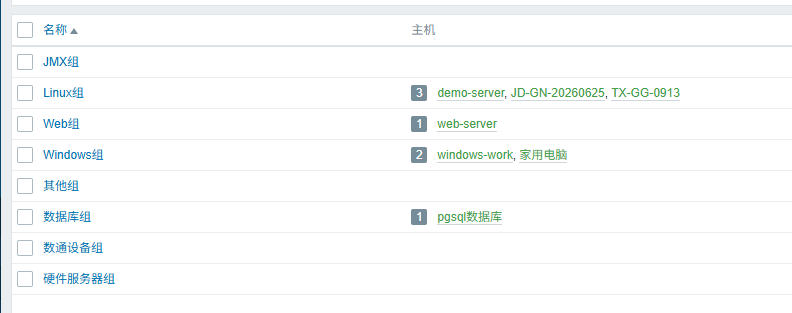 名称 主机
JMX组
Linux组 3 demo-server, JD-GN-20260625, TX-GG-0913
Web组 1 web-server
Windows组 2 windows-work, 家用电脑
其他组
数据库组 1 pgsql数据库
数通设备组
硬件服务器组